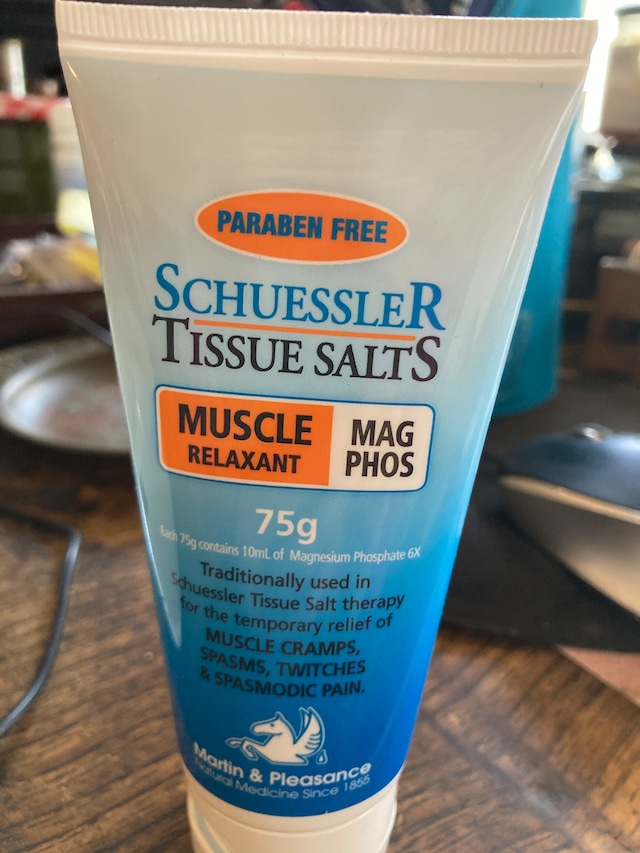 PARABEN FREE
SCHUESSLER
TISSUE SALTS
MUSCLE
RELAXANT
MAG
PHOS
75g
Each 75g contains 10mL of Magnesium Phosphate 6X
Traditionally used in
Schuessler Tissue Salt therapy
for the temporary relief of
MUSCLE CRAMPS,
SPASMS, TWITCHES
& SPASMODIC PAIN.
Martin & Pleasance
Natural Medicine Since 1855